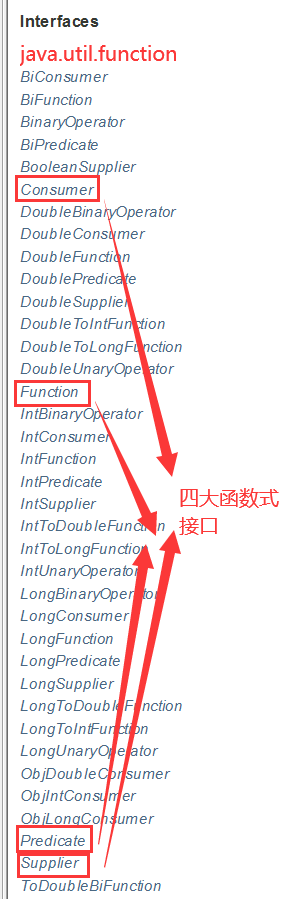 Interfaces
java.util.function
BiConsumer
BiFunction
BinaryOperator
BiPredicate
BooleanSupplier
Consumer
DoubleBinaryOperator
DoubleConsumer
DoubleFunction
DoublePredicate
DoubleSupplier
DoubleToIntFunction
DoubleToLongFunction
DoubleUnaryOperator
Function
IntBinaryOperator
IntConsumer
IntFunction
IntPredicate
IntSupplier
IntToDoubleFunction
IntToLongFunction
IntUnaryOperator
LongBinaryOperator
LongConsumer
LongFunction
LongPredicate
LongSupplier
LongToDoubleFunction
LongToIntFunction
LongUnaryOperator
ObjDoubleConsumer
ObjIntConsumer
ObjLongConsumer
Predicate
Supplier
ToDoubleBiFunction
四大函数式
接口